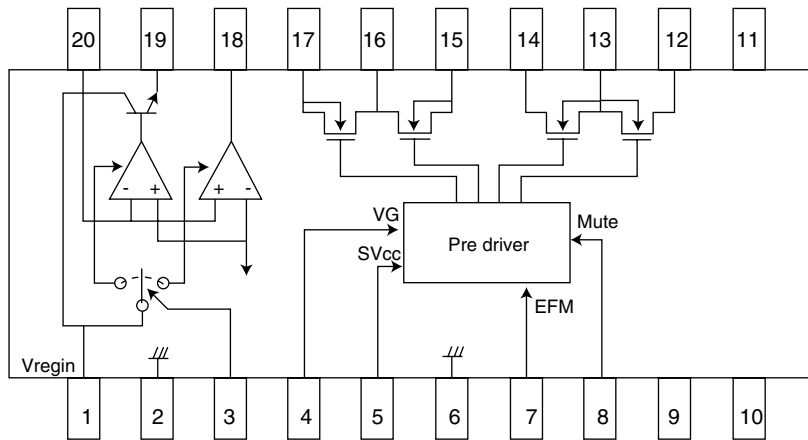 20 19 18 17 16 15 14 13 12 11
- + + -
VG
Mute
Pre driver
SVcc
EFM
Vregin
1 2 3 4 5 6 7 8 9 10